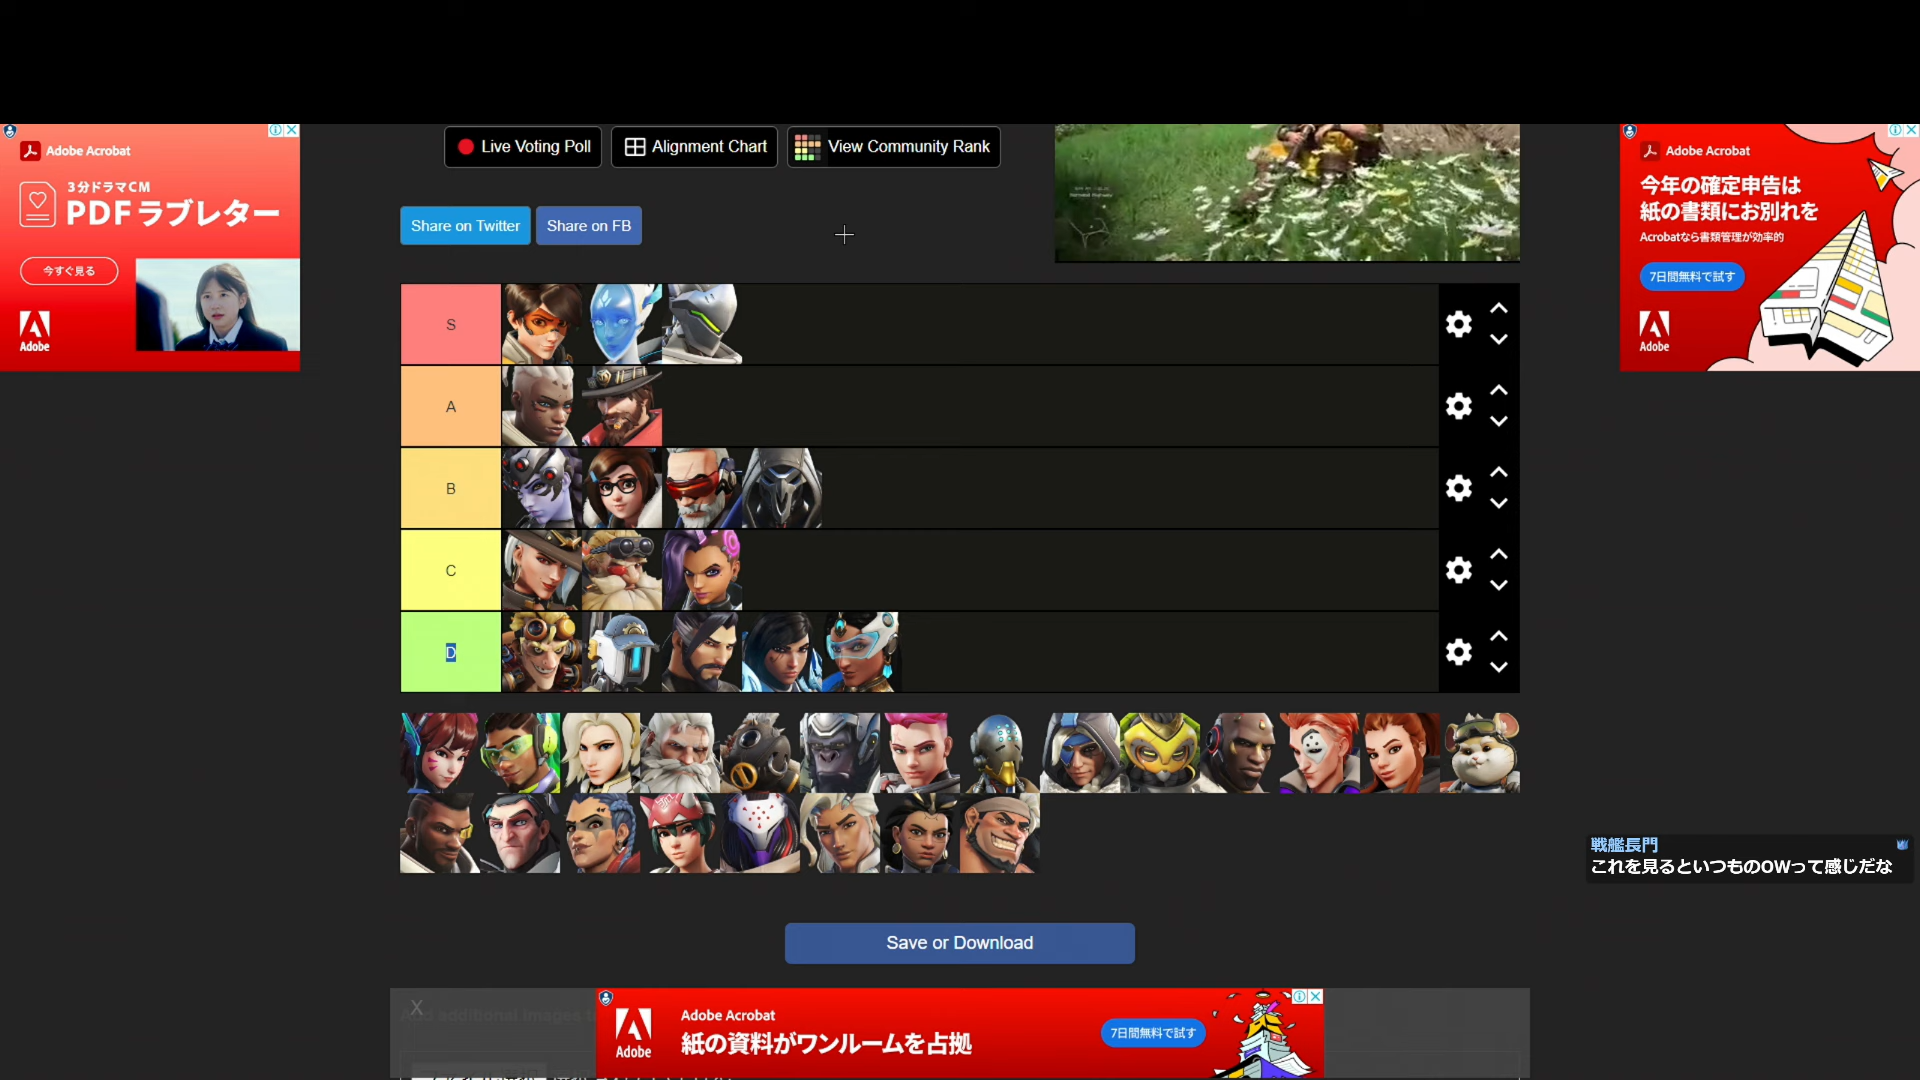 Live Voting Poll
Alignment Chart
View Community Rank
Adobe Acrobat
3分ドラマCM
PDFラブレター
今すぐ見る
Adobe
Adobe Acrobat
今年の確定申告は
紙の書類にお別れを
Acrobatなら書類管理が効率的
7日間無料で試す
Adobe
Share on Twitter
Share on FB
S
A
B
C
D
戦艦長門
これを見るといつものOWって感じだな
Save or Download
X
Adobe
Adobe Acrobat
紙の資料がワンルームを占拠
7日間無料で試す